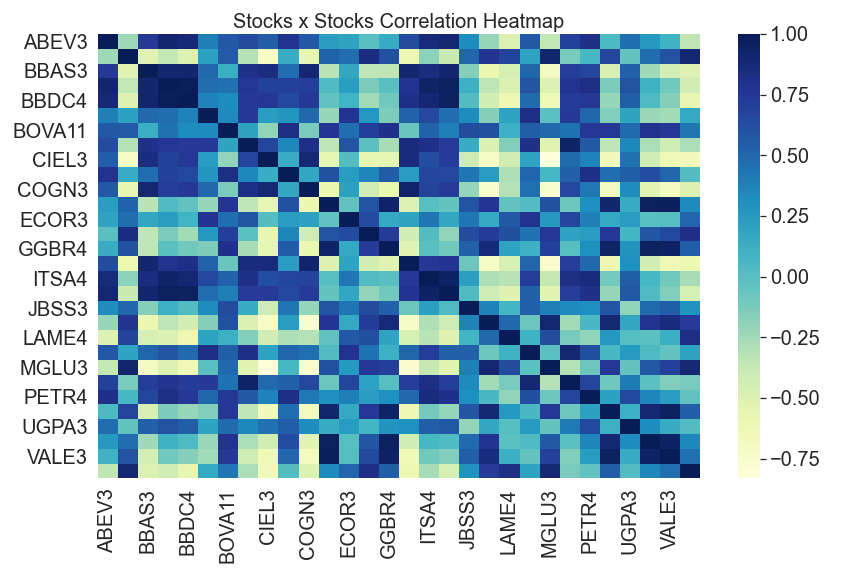 Stocks x Stocks Correlation Heatmap
ABEV3
BBAS3
BBDC4
BOVA11
CIEL3
COGN3
ECOR3
GGBR4
ITSA4
JBSS3
LAME4
MGLU3
PETR4
UGPA3
VALE3
ABEV3
BBAS3
BBDC4
BOVA11
CIEL3
COGN3
ECOR3
GGBR4
ITSA4
JBSS3
LAME4
MGLU3
PETR4
UGPA3
VALE3
1.00
0.75
0.50
0.25
0.00
−0.25
−0.50
−0.75